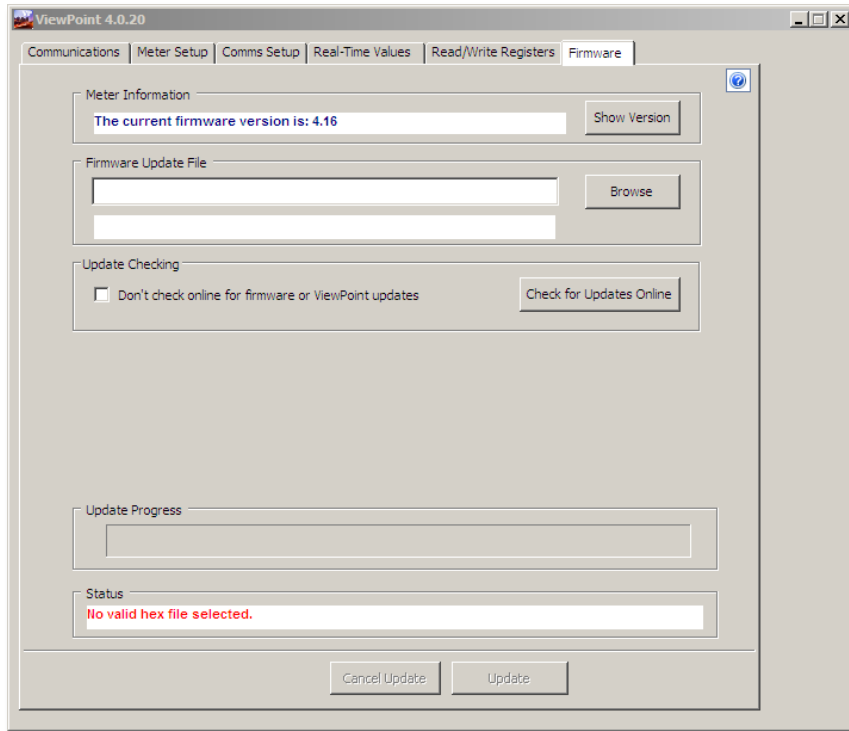 ViewPoint 4.0.20
Communications Meter Setup Comms Setup Real-Time Values Read/Write Registers Firmware
Meter Information
The current firmware version is: 4.16
Show Version
Firmware Update File
Browse
Update Checking
Don't check online for firmware or ViewPoint updates
Check for Updates Online
Update Progress
Status
No valid hex file selected.
Cancel Update Update